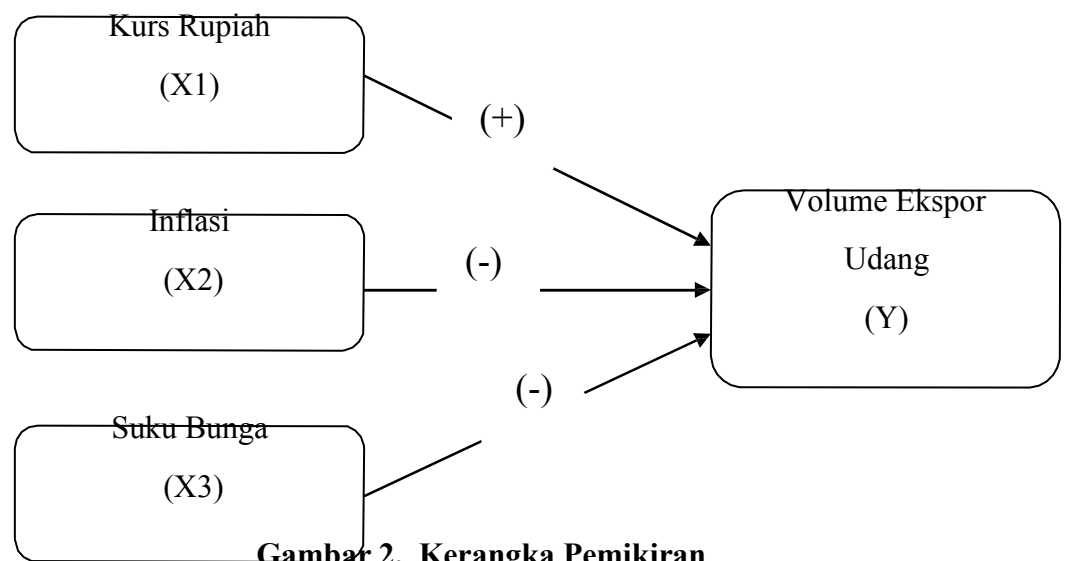 Kurs Rupiah
(X1)
(+)
Inflasi
(X2)
(-)
Volume Ekspor
Udang
(Y)
(-)
Suku Bunga
(X3)
Gambar 2. Kerangka Pemikiran